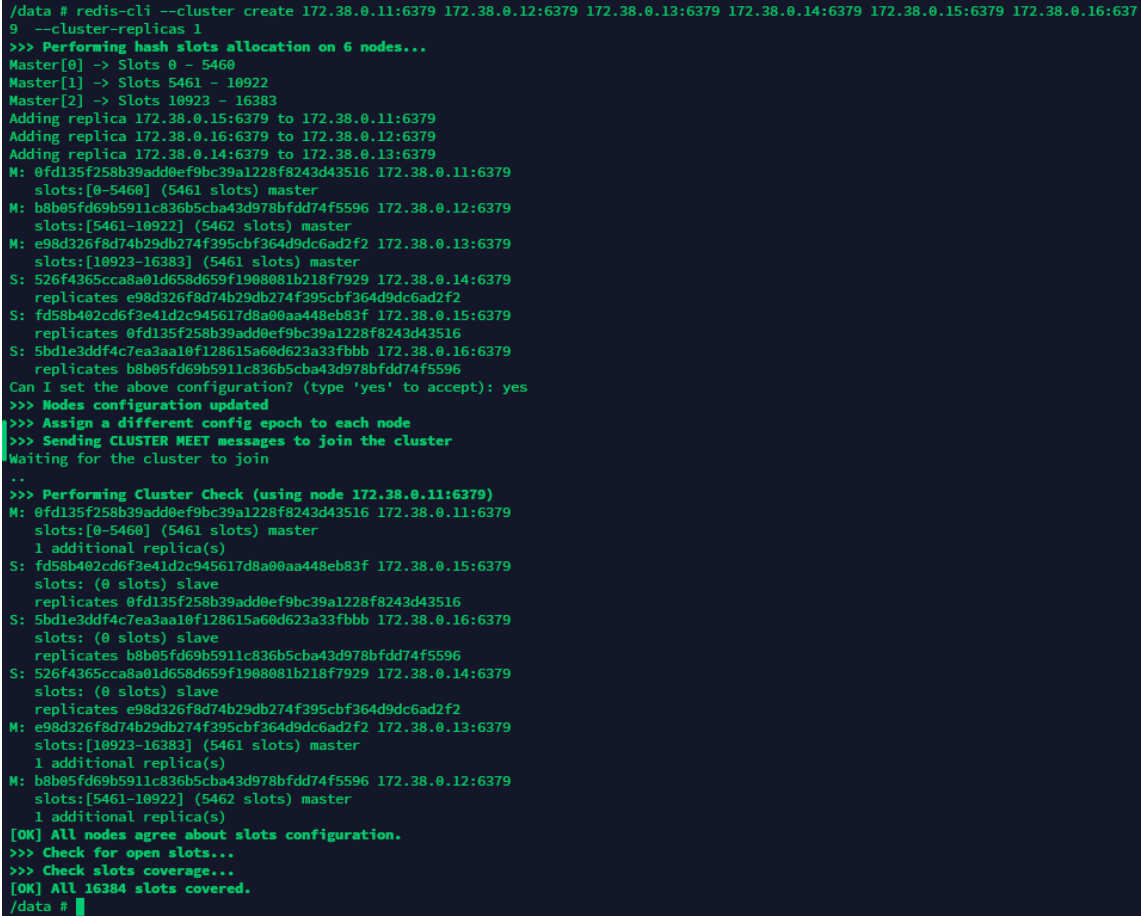 /data # redis-cli --cluster create 172.38.0.11:6379 172.38.0.12:6379 172.38.0.13:6379 172.38.0.14:6379 172.38.0.15:6379 172.38.0.16:637
9  --cluster-replicas 1
>>> Performing hash slots allocation on 6 nodes...
Master[0] -> Slots 0 - 5460
Master[1] -> Slots 5461 - 10922
Master[2] -> Slots 10923 - 16383
Adding replica 172.38.0.15:6379 to 172.38.0.11:6379
Adding replica 172.38.0.16:6379 to 172.38.0.12:6379
Adding replica 172.38.0.14:6379 to 172.38.0.13:6379
M: 0fd135f258b39add0ef9bc39a1228f8243d43516 172.38.0.11:6379
   slots:[0-5460] (5461 slots) master
M: b8b05fd69b5911c836b5cba43d978bfdd74f5596 172.38.0.12:6379
   slots:[5461-10922] (5462 slots) master
M: e98d326f8d74b29db274f395cbf364d9dc6ad2f2 172.38.0.13:6379
   slots:[10923-16383] (5461 slots) master
S: 526f4365cca8a01d658d659f1908081b218f7929 172.38.0.14:6379
   replicates e98d326f8d74b29db274f395cbf364d9dc6ad2f2
S: fd58b402cd6f3e41d2c945617d8a00aa448eb83f 172.38.0.15:6379
   replicates 0fd135f258b39add0ef9bc39a1228f8243d43516
S: 5bd1e3ddf4c7ea3aa10f128615a60d623a33fbbb 172.38.0.16:6379
   replicates b8b05fd69b5911c836b5cba43d978bfdd74f5596
Can I set the above configuration? (type 'yes' to accept): yes
>>> Nodes configuration updated
>>> Assign a different config epoch to each node
>>> Sending CLUSTER MEET messages to join the cluster
Waiting for the cluster to join
..
>>> Performing Cluster Check (using node 172.38.0.11:6379)
M: 0fd135f258b39add0ef9bc39a1228f8243d43516 172.38.0.11:6379
   slots:[0-5460] (5461 slots) master
   1 additional replica(s)
S: fd58b402cd6f3e41d2c945617d8a00aa448eb83f 172.38.0.15:6379
   slots: (0 slots) slave
   replicates 0fd135f258b39add0ef9bc39a1228f8243d43516
S: 5bd1e3ddf4c7ea3aa10f128615a60d623a33fbbb 172.38.0.16:6379
   slots: (0 slots) slave
   replicates b8b05fd69b5911c836b5cba43d978bfdd74f5596
S: 526f4365cca8a01d658d659f1908081b218f7929 172.38.0.14:6379
   slots: (0 slots) slave
   replicates e98d326f8d74b29db274f395cbf364d9dc6ad2f2
M: e98d326f8d74b29db274f395cbf364d9dc6ad2f2 172.38.0.13:6379
   slots:[10923-16383] (5461 slots) master
   1 additional replica(s)
M: b8b05fd69b5911c836b5cba43d978bfdd74f5596 172.38.0.12:6379
   slots:[5461-10922] (5462 slots) master
   1 additional replica(s)
[OK] All nodes agree about slots configuration.
>>> Check for open slots...
>>> Check slots coverage...
[OK] All 16384 slots covered.
/data #